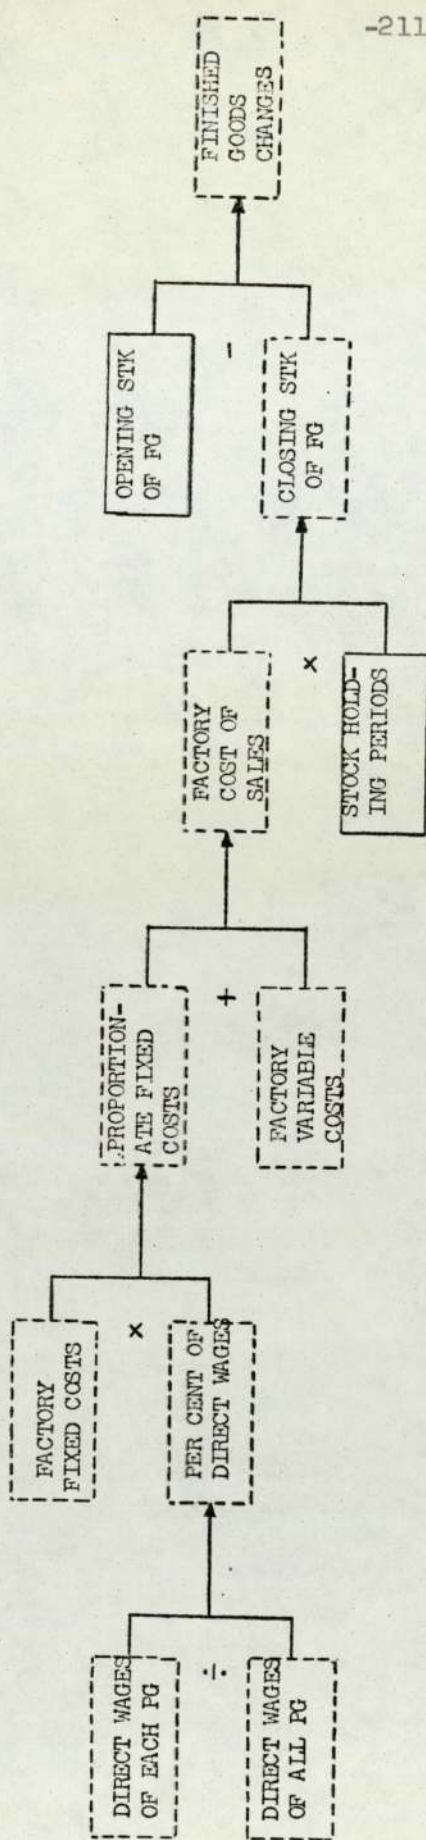 -211
DIRECT WAGES
OF EACH PG
÷
DIRECT WAGES
OF ALL PG
FACTORY
FIXED COSTS
×
PER CENT OF
DIRECT WAGES
PROPORTION-
ATE FIXED
COSTS
+
FACTORY
VARIABLE
COSTS
FACTORY
COST OF
SALES
×
STOCK HOLD-
ING PERIODS
OPENING STK
OF FG
-
CLOSING STK
OF FG
FINISHED
GOODS
CHANGES